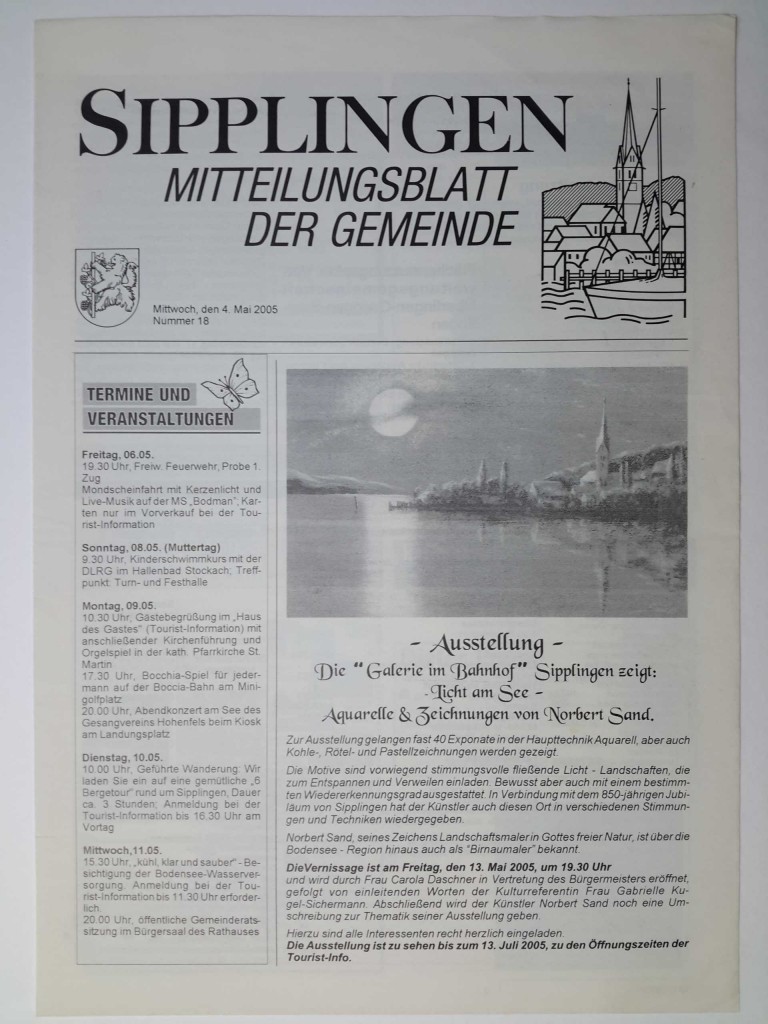 SIPPLINGEN
MITTEILUNGSBLATT
DER GEMEINDE
Mittwoch, den 4. Mai 2005
Nummer 18
TERMINE UND
VERANSTALTUNGEN
Freitag, 06.05.
19.30 Uhr, Freiw. Feuerwehr, Probe 1.
Zug
Mondscheinfahrt mit Kerzenlicht und
Live-Musik auf der MS „Bodman“; Kar-
ten nur im Vorverkauf bei der Tou-
rist-Information
Sonntag, 08.05. (Muttertag)
9.30 Uhr, Kinderschwimmkurs mit der
DLRG im Hallenbad Stockach; Treff-
punkt: Turn- und Festhalle
Montag, 09.05.
10.30 Uhr, Gästebegrüßung im „Haus
des Gastes“ (Tourist-Information) mit
anschließender Kirchenführung und
Orgelspiel in der kath. Pfarrkirche St.
Martin
17.30 Uhr, Bocchia-Spiel für jeder-
mann auf der Boccia-Bahn am Mini-
golfplatz
20.00 Uhr, Abendkonzert am See des
Gesangvereins Hohenfels beim Kiosk
am Landungsplatz
Dienstag, 10.05.
10.00 Uhr, Geführte Wanderung: Wir
laden Sie ein auf eine gemütliche „6
Bergetour“ rund um Sipplingen, Dauer
ca. 3 Stunden; Anmeldung bei der
Tourist-Information bis 16.30 Uhr am
Vortag
Mittwoch,11.05.
15.30 Uhr, „kühl, klar und sauber“ - Be-
sichtigung der Bodensee-Wasserver-
sorgung. Anmeldung bei der Tou-
rist-Information bis 11.30 Uhr erforder-
lich.
20.00 Uhr, öffentliche Gemeinderats-
sitzung im Bürgersaal des Rathauses
- Ausstellung -
Die "Galerie im Bahnhof" Sipplingen zeigt:
- Licht am See -
Aquarelle & Zeichnungen von Norbert Sand.
Zur Ausstellung gelangen fast 40 Exponate in der Haupttechnik Aquarell, aber auch
Kohle-, Rötel- und Pastellzeichnungen werden gezeigt.
Die Motive sind vorwiegend stimmungsvolle fließende Licht - Landschaften, die
zum Entspannen und Verweilen einladen. Bewusst aber auch mit einem bestimm-
ten Wiedererkennungsgrad ausgestattet. In Verbindung mit dem 850-jährigen Jubi-
läum von Sipplingen hat der Künstler auch diesen Ort in verschiedenen Stimmun-
gen und Techniken wiedergegeben.
Norbert Sand, seines Zeichens Landschaftsmaler in Gottes freier Natur, ist über die
Bodensee - Region hinaus auch als "Birnaumaler" bekannt.
DieVernissage ist am Freitag, den 13. Mai 2005, um 19.30 Uhr
und wird durch Frau Carola Daschner in Vertretung des Bürgermeisters eröffnet,
gefolgt von einleitenden Worten der Kulturreferentin Frau Gabrielle Ku-
gel-Sichermann. Abschließend wird der Künstler Norbert Sand noch eine Um-
schreibung zur Thematik seiner Ausstellung geben.
Hierzu sind alle Interessenten recht herzlich eingeladen.
Die Ausstellung ist zu sehen bis zum 13. Juli 2005, zu den Öffnungszeiten der
Tourist-Info.